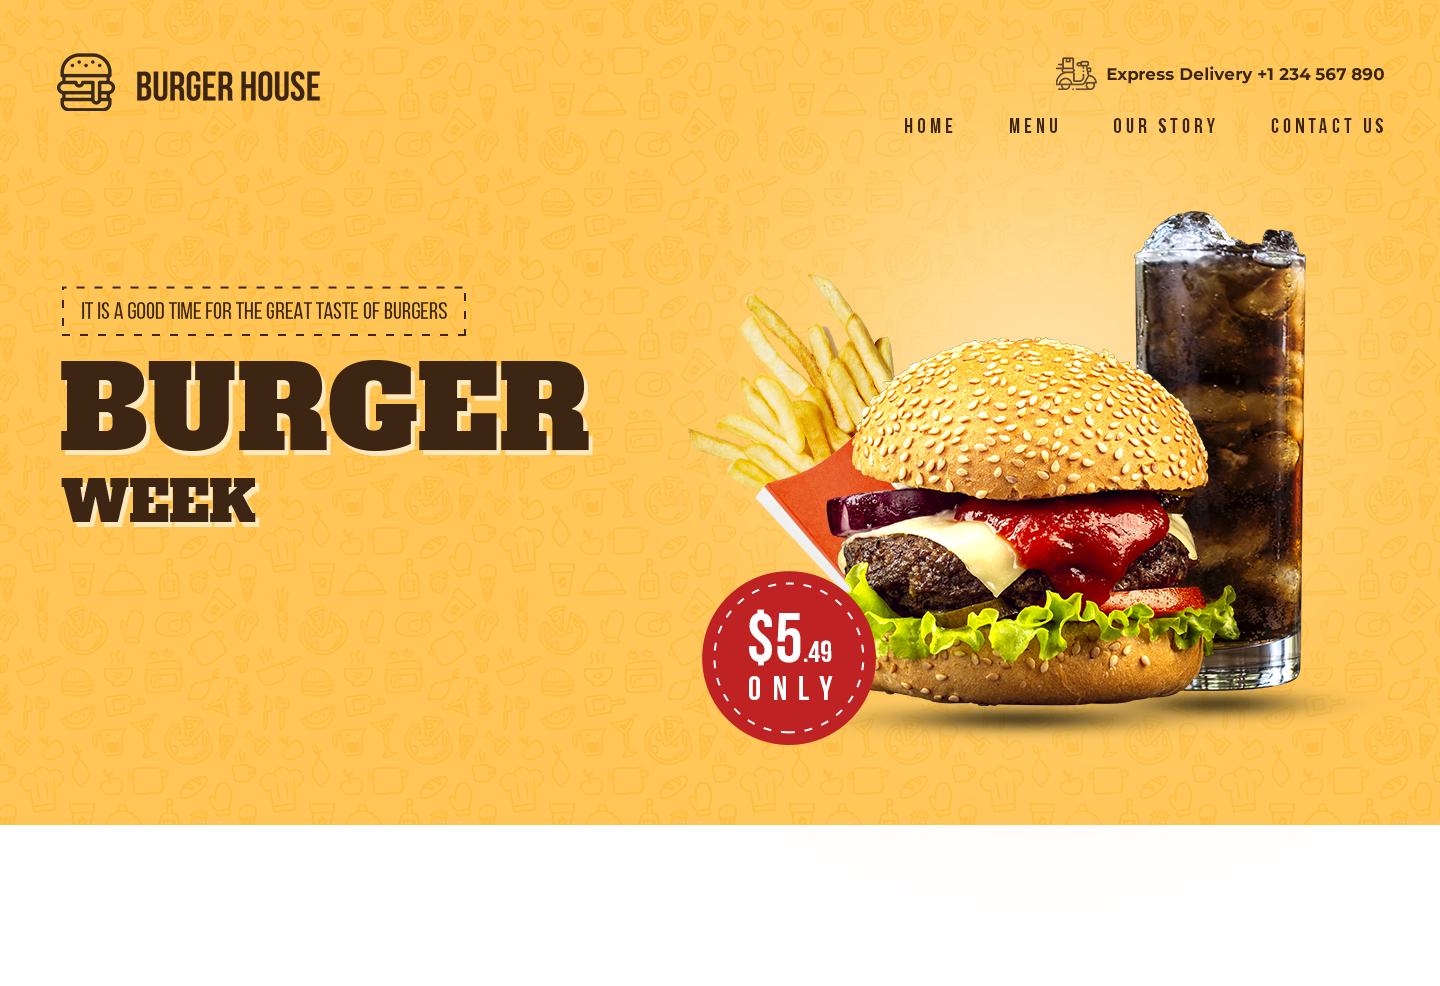 BURGER HOUSE
Express Delivery +1 234 567 890
HOME MENU OUR STORY CONTACT US
IT IS A GOOD TIME FOR THE GREAT TASTE OF BURGERS
BURGER
WEEK
$5.49
ONLY